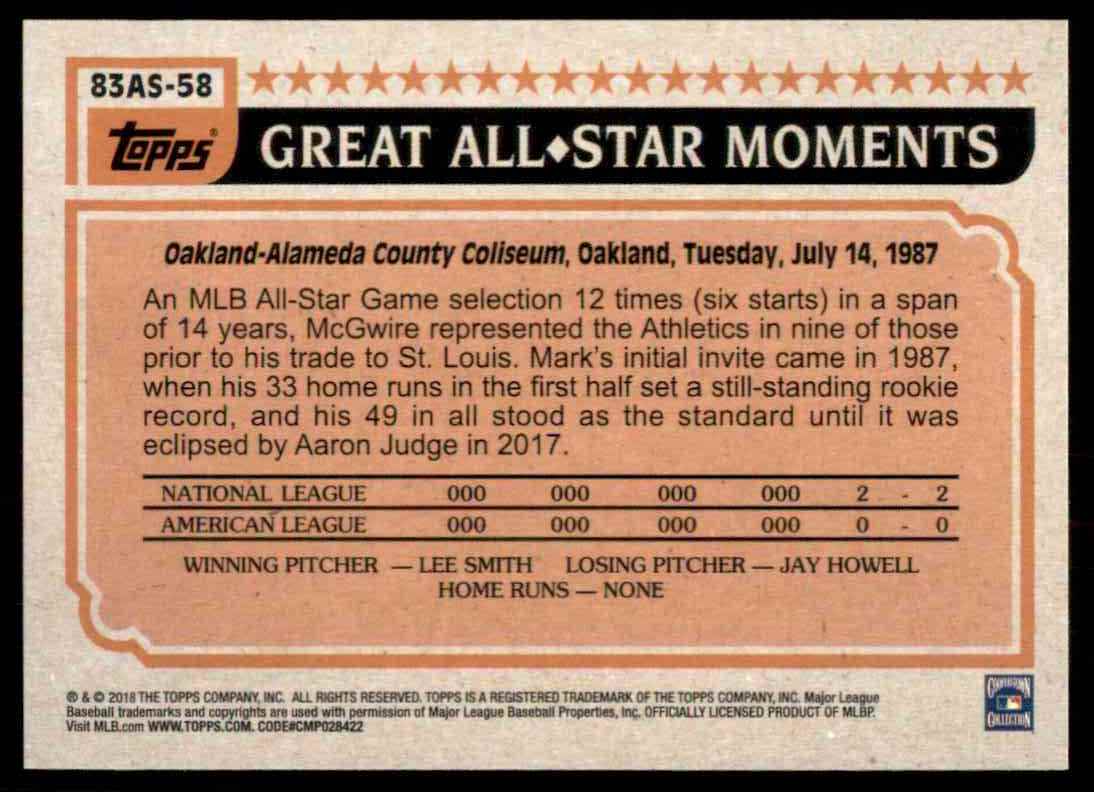 83AS-58
Topps®
GREAT ALL♦STAR MOMENTS
Oakland-Alameda County Coliseum, Oakland, Tuesday, July 14, 1987
An MLB All-Star Game selection 12 times (six starts) in a span
of 14 years, McGwire represented the Athletics in nine of those
prior to his trade to St. Louis. Mark's initial invite came in 1987,
when his 33 home runs in the first half set a still-standing rookie
record, and his 49 in all stood as the standard until it was
eclipsed by Aaron Judge in 2017.
NATIONAL LEAGUE 000 000 000 000 2 - 2
AMERICAN LEAGUE 000 000 000 000 0 - 0
WINNING PITCHER — LEE SMITH LOSING PITCHER — JAY HOWELL
HOME RUNS — NONE
® & © 2018 THE TOPPS COMPANY, INC. ALL RIGHTS RESERVED. TOPPS IS A REGISTERED TRADEMARK OF THE TOPPS COMPANY, INC. Major League
Baseball trademarks and copyrights are used with permission of Major League Baseball Properties, Inc. OFFICIALLY LICENSED PRODUCT OF MLBP.
Visit MLB.com WWW.TOPPS.COM. CODE#CMP028422
COOPERSTOWN
COLLECTION